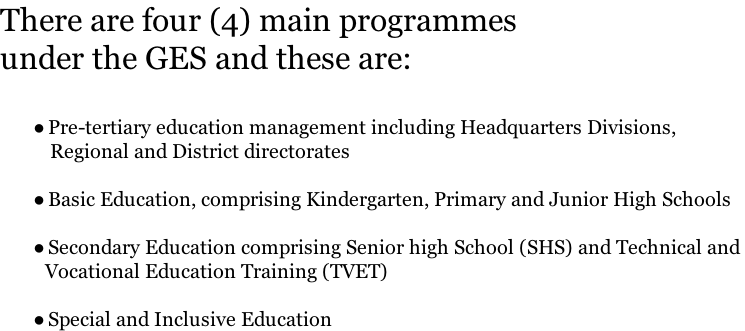 There are four (4) main programmes
under the GES and these are:
● Pre-tertiary education management including Headquarters Divisions,
Regional and District directorates
● Basic Education, comprising Kindergarten, Primary and Junior High Schools
● Secondary Education comprising Senior high School (SHS) and Technical and
Vocational Education Training (TVET)
● Special and Inclusive Education